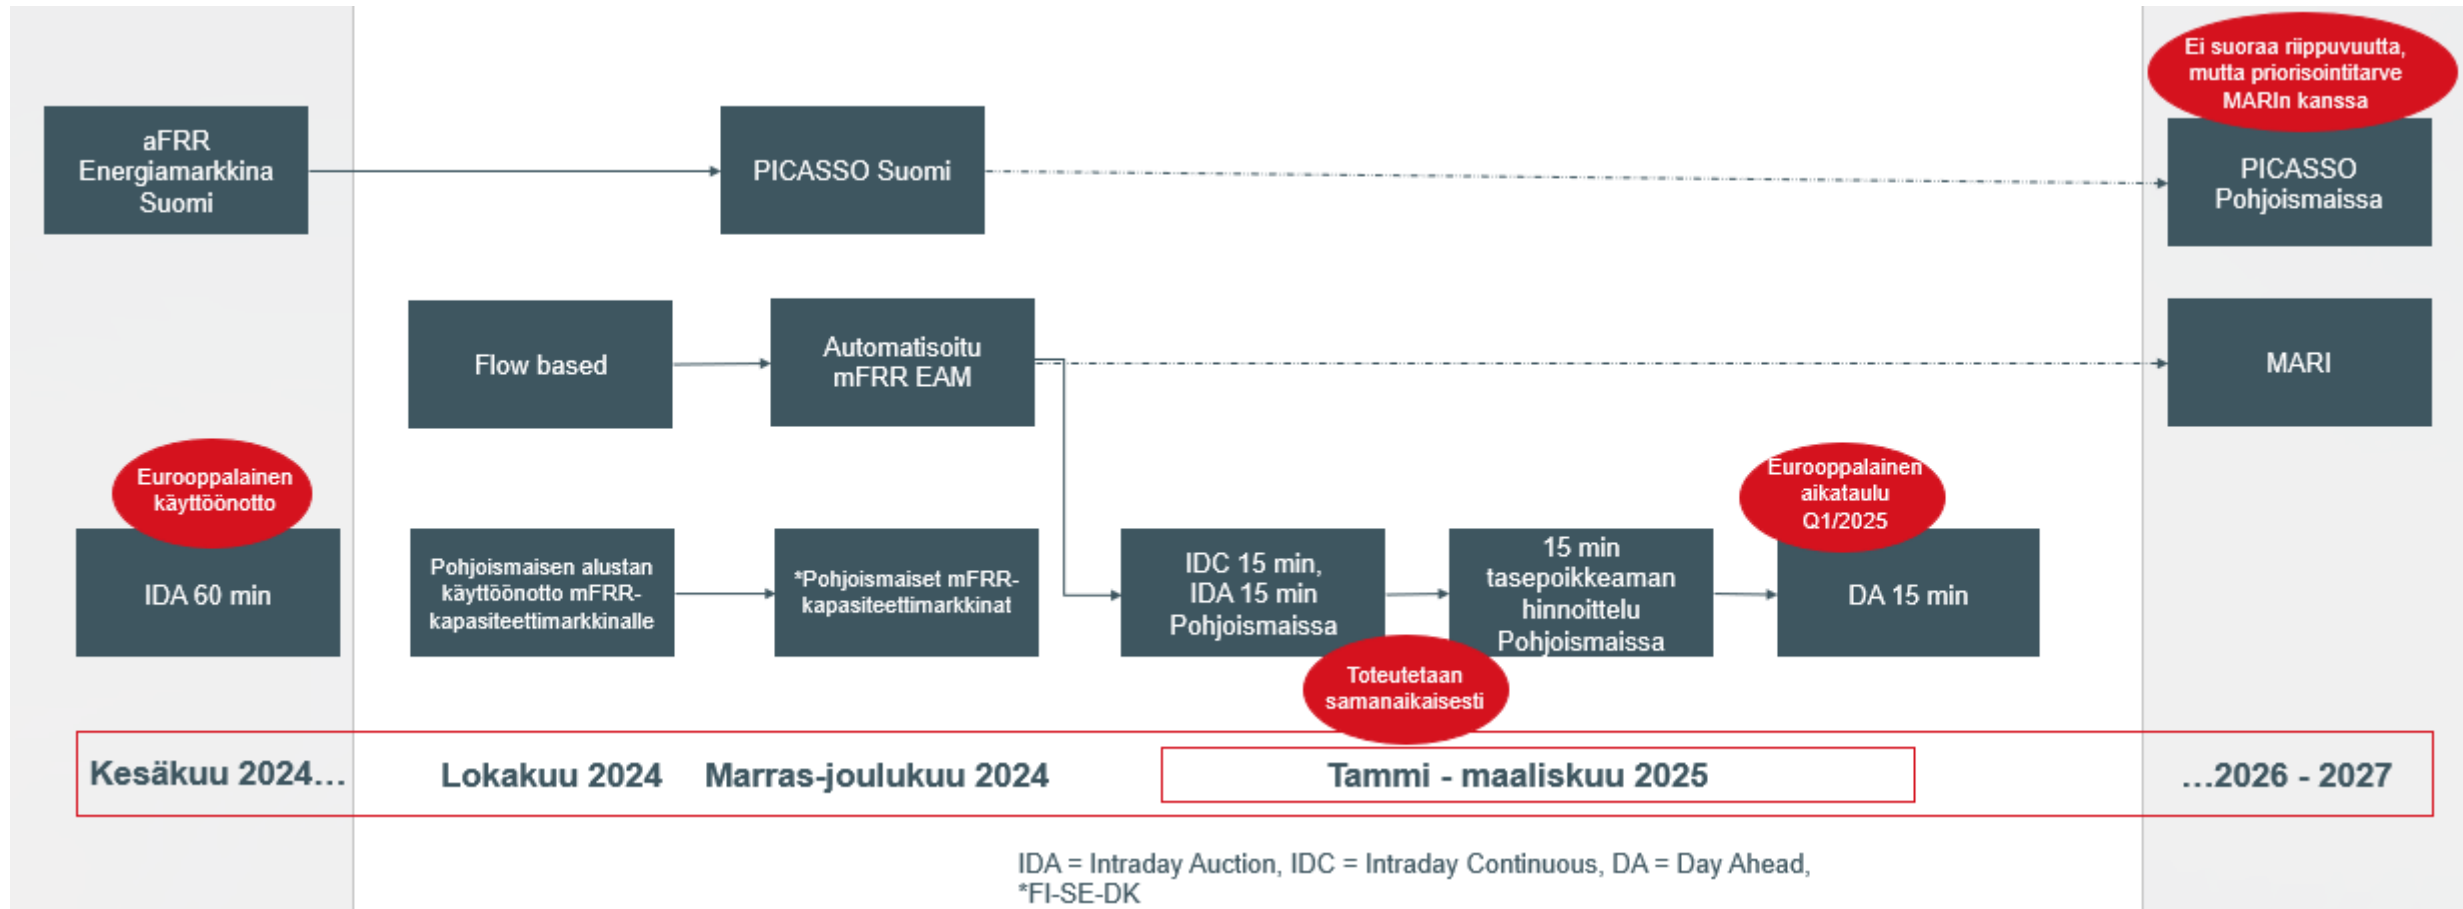 Ei suoraa riippuvuutta,
mutta priorisointitarve
MARIn kanssa
aFRR
Energiamarkkina
Suomi
PICASSO Suomi
PICASSO
Pohjoismaissa
Flow based
Automatisoitu
mFRR EAM
MARI
Eurooppalainen
käyttöönotto
Eurooppalainen
aikataulu
Q1/2025
IDA 60 min
Pohjoismaisen alustan
käyttöönotto mFRR-
kapasiteettimarkkinalle
*Pohjoismaiset mFRR-
kapasiteettimarkkinat
IDC 15 min,
IDA 15 min
Pohjoismaissa
15 min
tasepoikkeaman
hinnoittelu
Pohjoismaissa
DA 15 min
Toteutetaan
samanaikaisesti
Kesäkuu 2024...
Lokakuu 2024
Marras-joulukuu 2024
Tammi - maaliskuu 2025
...2026 - 2027
IDA = Intraday Auction, IDC = Intraday Continuous, DA = Day Ahead,
*FI-SE-DK